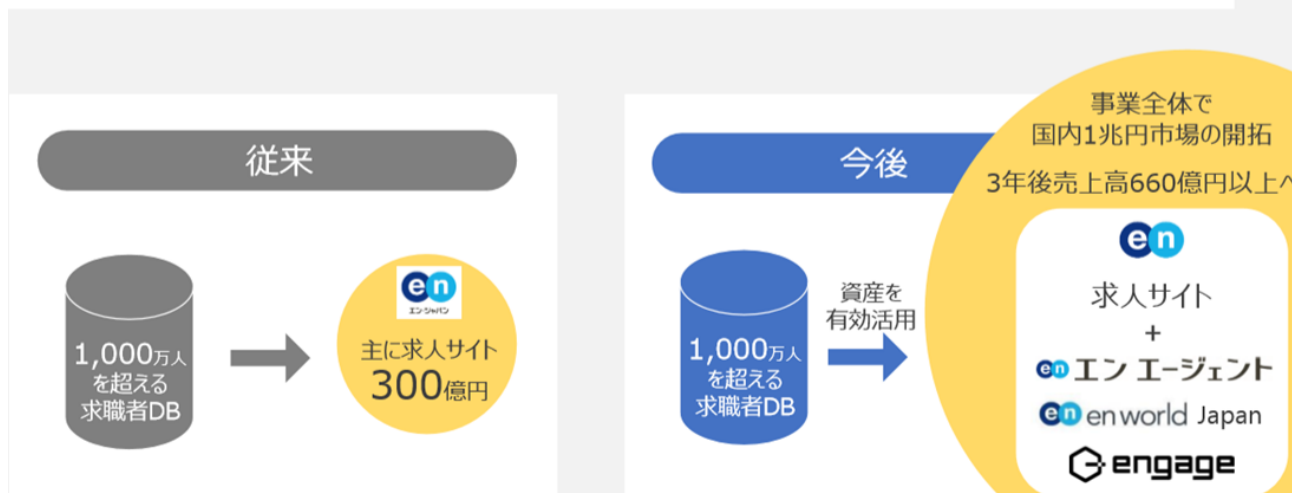 従来
1,000万人
を超える
求職者DB
en
エン・ジャパン
主に求人サイト
300億円
今後
1,000万人
を超える
求職者DB
資産を
有効活用
事業全体で
国内1兆円市場の開拓
3年後売上高660億円以上へ
en
求人サイト
+
en エン エージェント
en en world Japan
engage